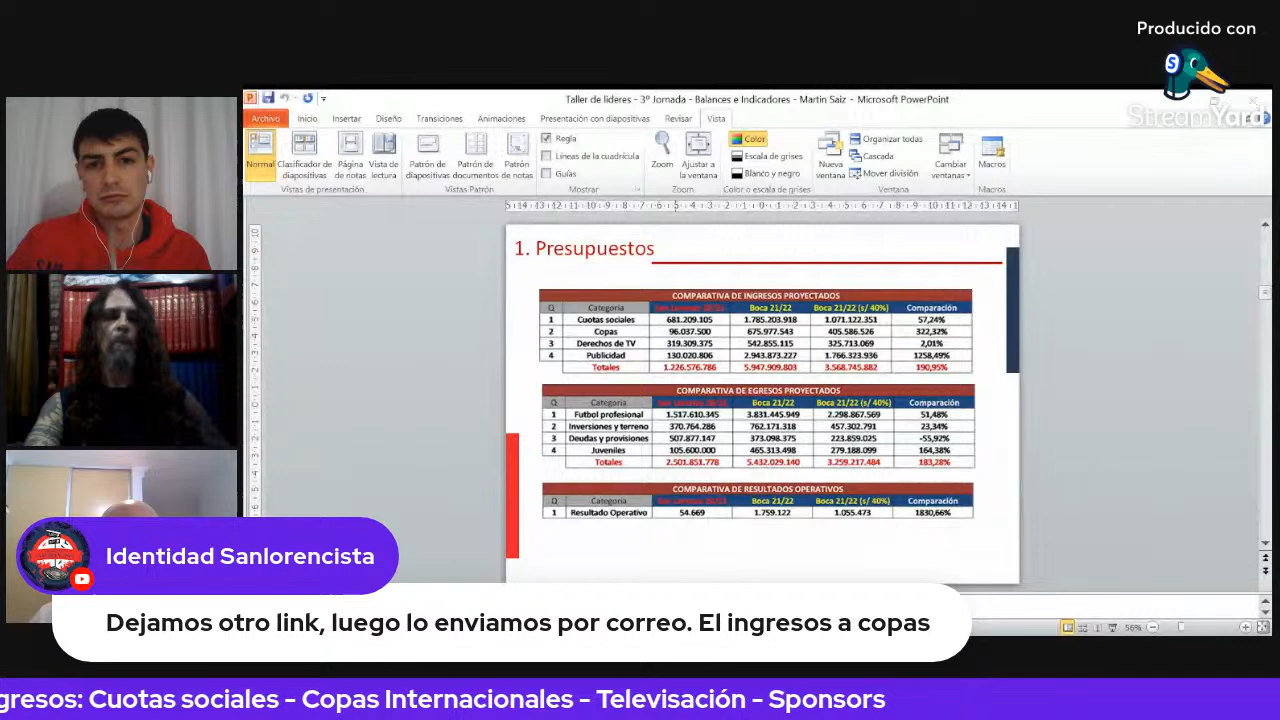 Producido con
StreamYard
Taller de lideres - 3º Jornada - Balances e Indicadores - Martin Saiz - Microsoft PowerPoint
Archivo Inicio Insertar Diseño Transiciones Animaciones Presentación con diapositivas Revisar Vista
Normal
Clasificador de diapositivas
Página de notas
Vista de lectura
Vistas de presentación
Patrón de diapositivas
Patrón de documentos
Patrón de notas
Vistas Patrón
Regla
Líneas de la cuadrícula
Guías
Mostrar
Zoom
Ajustar a la ventana
Zoom
Color
Escala de grises
Blanco y negro
Color o escala de grises
Nueva ventana
Organizar todas
Cascada
Mover división
Cambiar ventanas
Ventana
Macros
Macros
1. Presupuestos
COMPARATIVA DE INGRESOS PROYECTADOS
Q Categoria Boca 21/22 Boca 21/22 (s/ 40%) Comparación
1 Cuotas sociales 681.209.105 1.785.203.918 1.071.122.351 57,24%
2 Copas 96.037.500 675.977.543 405.586.526 322,32%
3 Derechos de TV 319.309.375 542.855.115 325.713.069 2,01%
4 Publicidad 130.020.806 2.943.873.227 1.766.323.936 1258,49%
Totales 1.226.576.786 5.947.909.803 3.568.745.882 190,95%
COMPARATIVA DE EGRESOS PROYECTADOS
Q Categoria Boca 21/22 Boca 21/22 (s/ 40%) Comparación
1 Futbol profesional 1.517.610.345 3.831.445.949 2.298.867.569 51,48%
2 Inversiones y terreno 370.764.286 762.171.318 457.302.791 23,34%
3 Deudas y provisiones 507.877.147 373.098.375 223.859.025 -55,92%
4 Juveniles 105.600.000 465.313.498 279.188.099 164,38%
Totales 2.501.851.778 5.432.029.140 3.259.217.484 183,28%
COMPARATIVA DE RESULTADOS OPERATIVOS
Q Categoria Boca 21/22 Boca 21/22 (s/ 40%) Comparación
1 Resultado Operativo 54.669 1.759.122 1.055.473 1830,66%
56%
Identidad Sanlorencista
Dejamos otro link, luego lo enviamos por correo. El ingresos a copas
gresos: Cuotas sociales - Copas Internacionales - Televisación - Sponsors